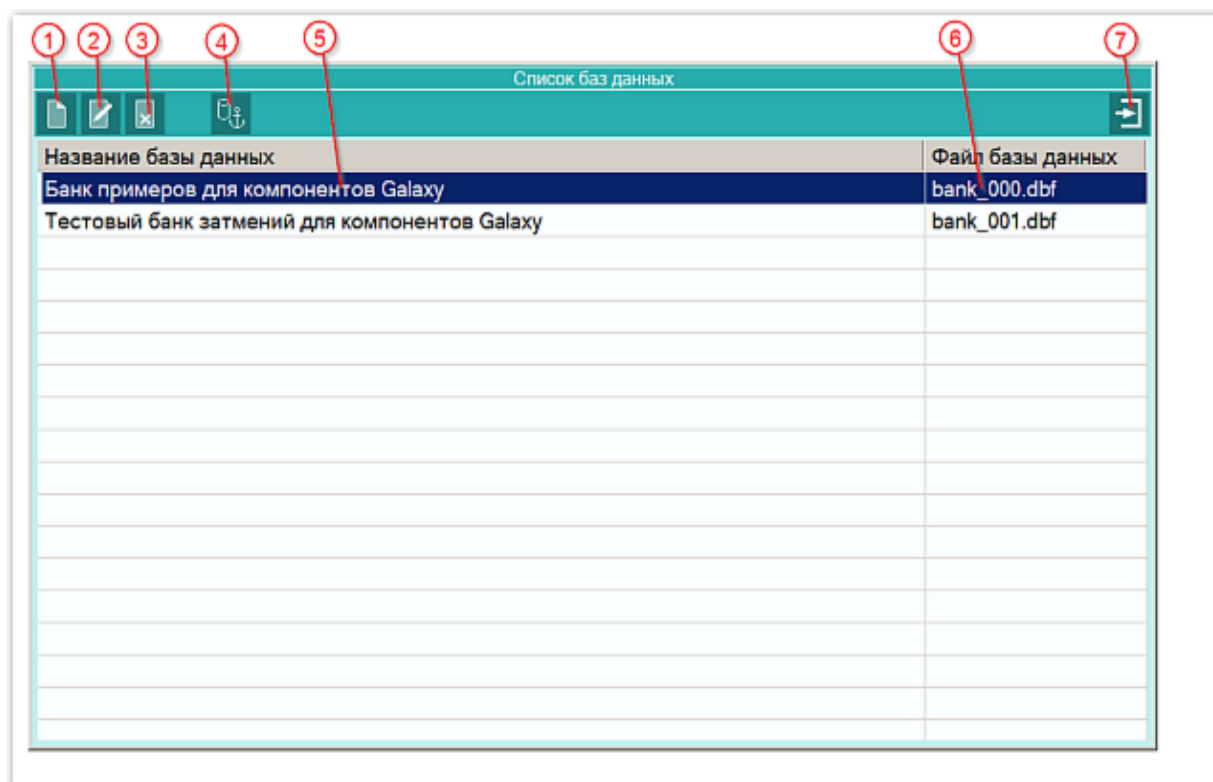 1 2 3 4 5 6 7
Список баз данных
Название базы данных Файл базы данных
Банк примеров для компонентов Galaxy bank_000.dbf
Тестовый банк затмений для компонентов Galaxy bank_001.dbf